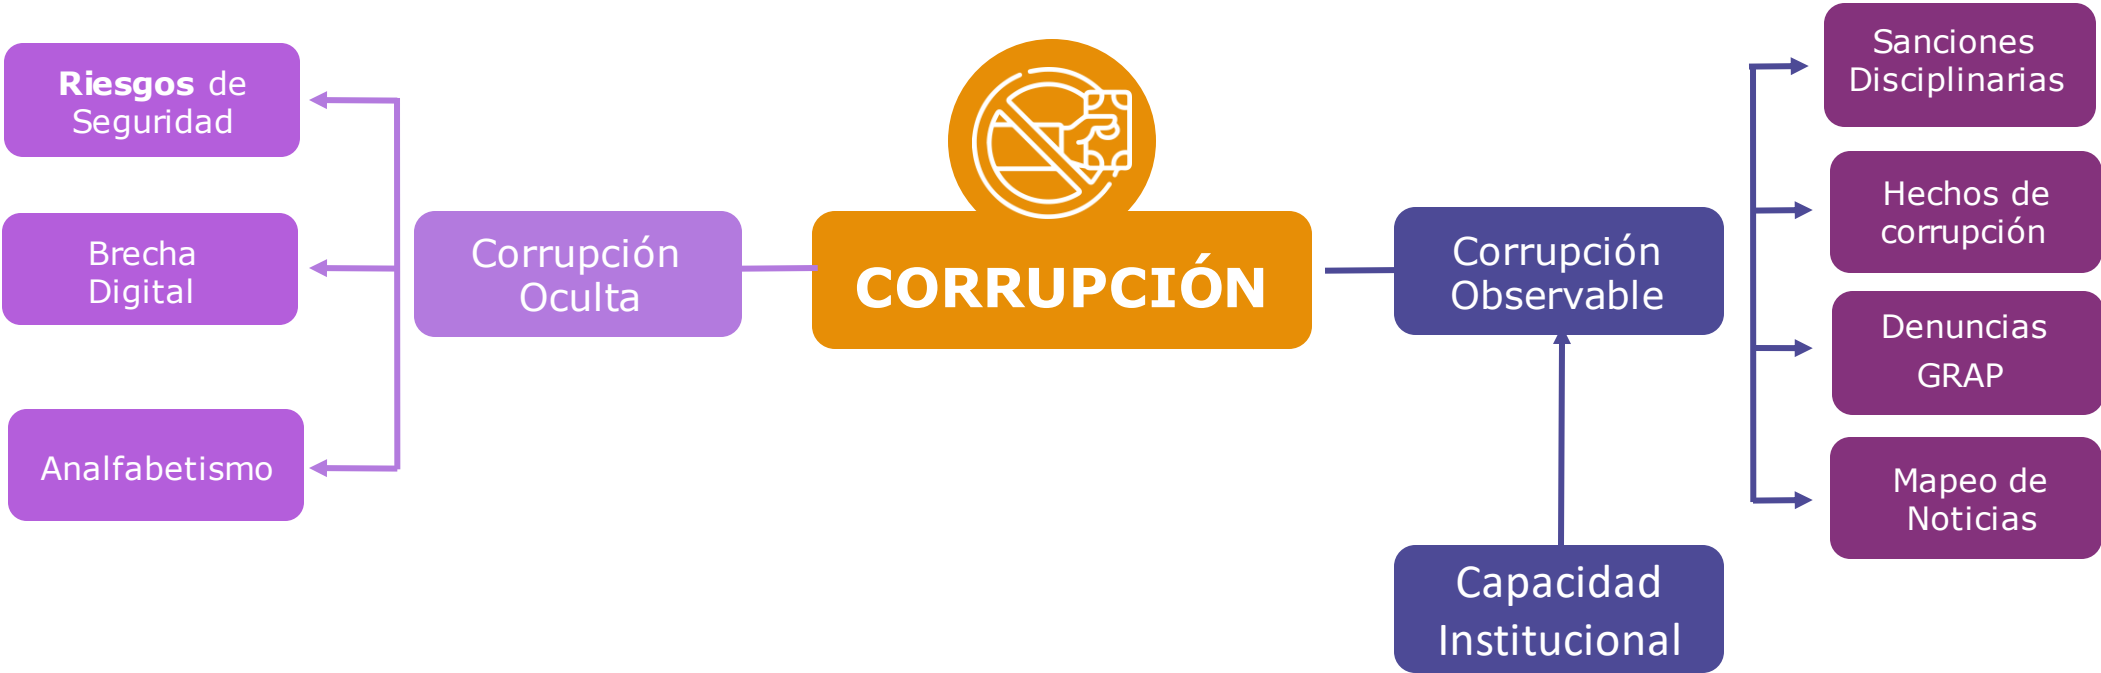 Riesgos de
Seguridad
Brecha
Digital
Analfabetismo
Corrupción
Oculta
CORRUPCIÓN
Corrupción
Observable
Capacidad
Institucional
Sanciones
Disciplinarias
Hechos de
corrupción
Denuncias
GRAP
Mapeo de
Noticias